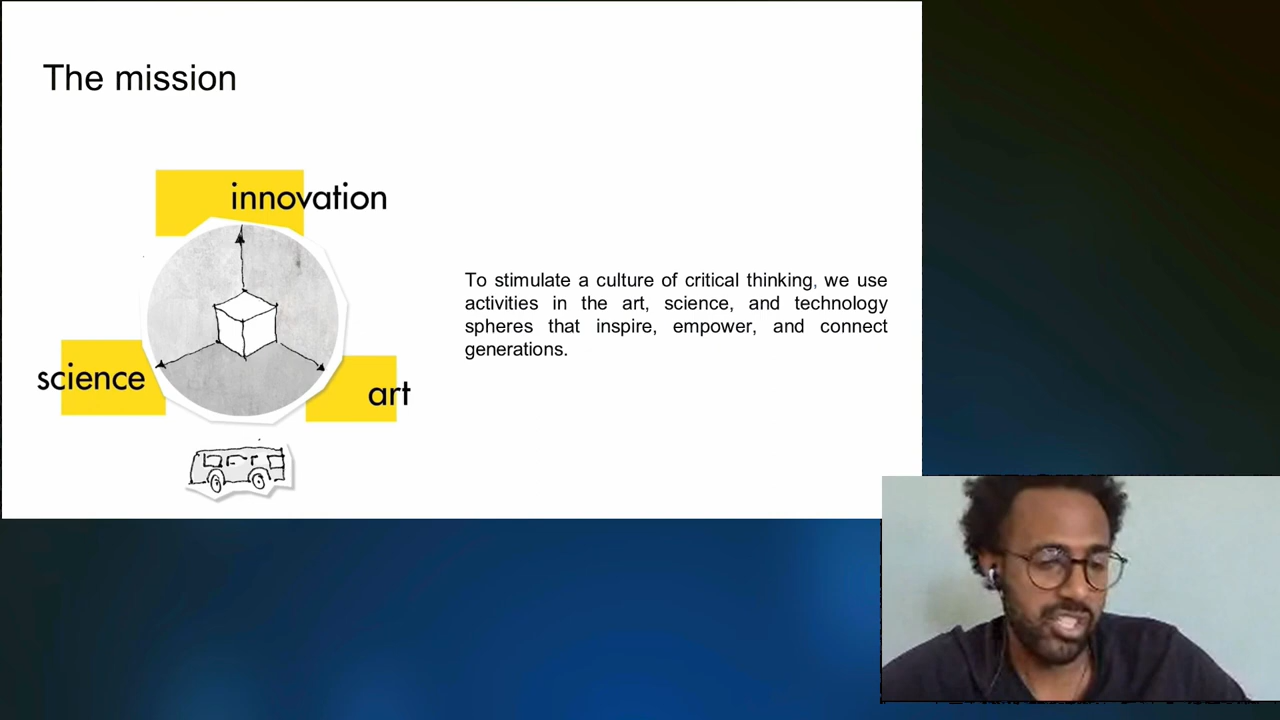 The mission
innovation
science
art
To stimulate a culture of critical thinking, we use
activities in the art, science, and technology
spheres that inspire, empower, and connect
generations.